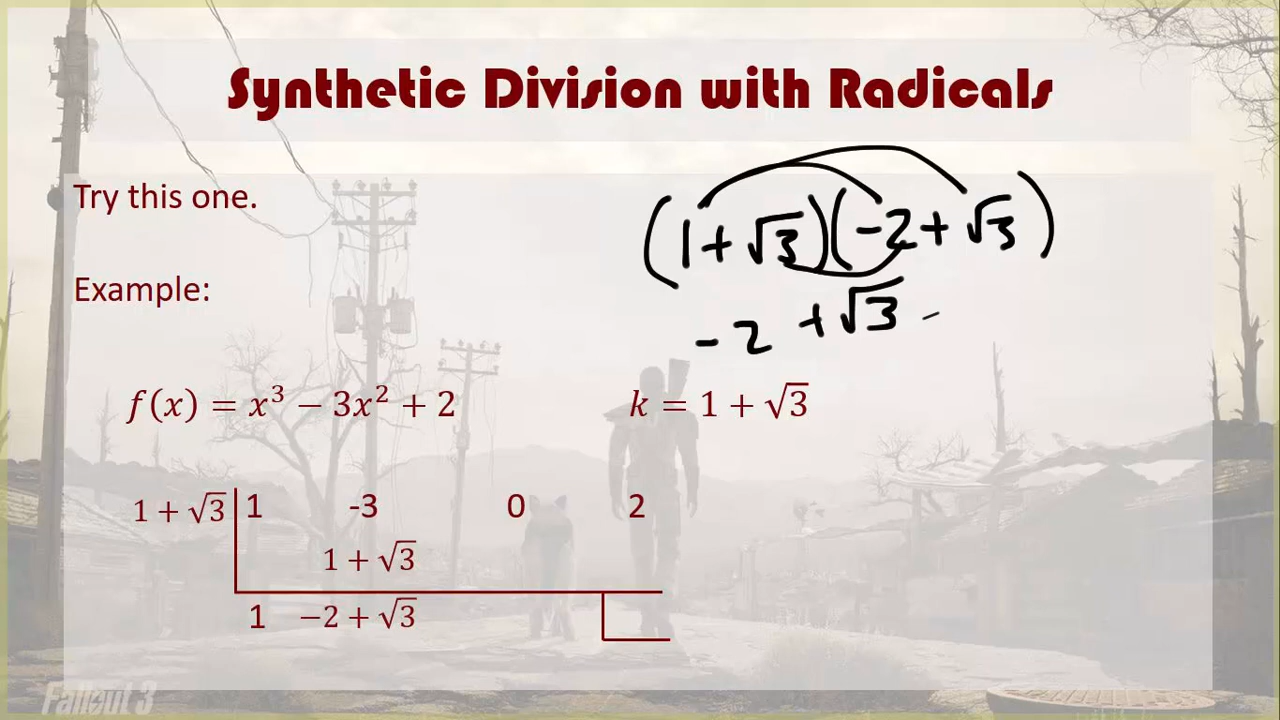 Synthetic Division with Radicals
Try this one.
(1+√3)(-2+√3)
Example:
-2 +√3 -
f(x) = x³ − 3x² + 2
k = 1 + √3
1 + √3 1 -3 0 2
1 + √3
1 −2 + √3
Fallout 3